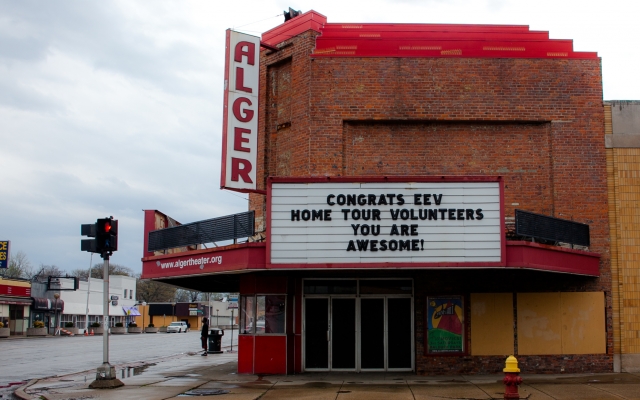 ALGER
CONGRATS EEV
HOME TOUR VOLUNTEERS
YOU ARE
AWESOME!
www.algertheater.org